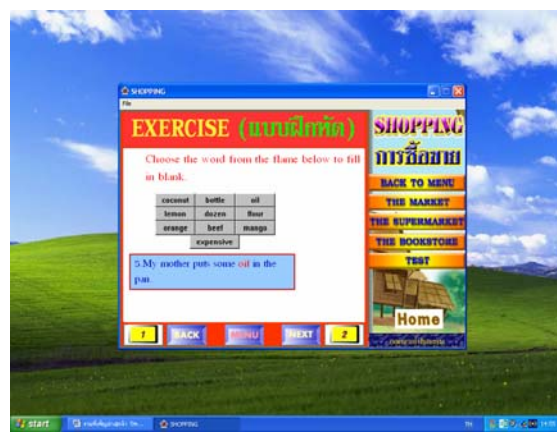 SHOPPING
File
EXERCISE (แบบฝึกหัด)
Choose the word from the flame below to fill
in blank.
coconut bottle oil
lemon dozen flour
orange beef mango
expensive
5.My mother puts some oil in the
pan.
1 BACK MENU NEXT 2
SHOPPING
การซื้อขาย
BACK TO MENU
THE MARKET
THE SUPERMARKET
THE BOOKSTORE
TEST
Home
start
SHOPPING
TH